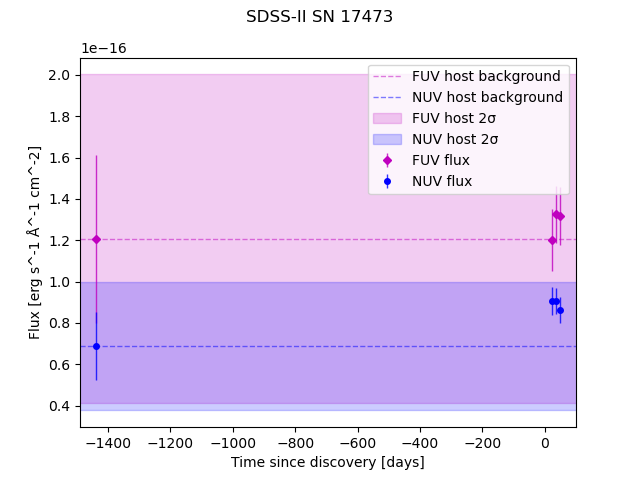 SDSS-II SN 17473
1e−16
FUV host background
NUV host background
FUV host 2σ
NUV host 2σ
FUV flux
NUV flux
2.0
1.8
1.6
1.4
1.2
1.0
0.8
0.6
0.4
Flux [erg s^-1 Å^-1 cm^-2]
−1400 −1200 −1000 −800 −600 −400 −200 0
Time since discovery [days]